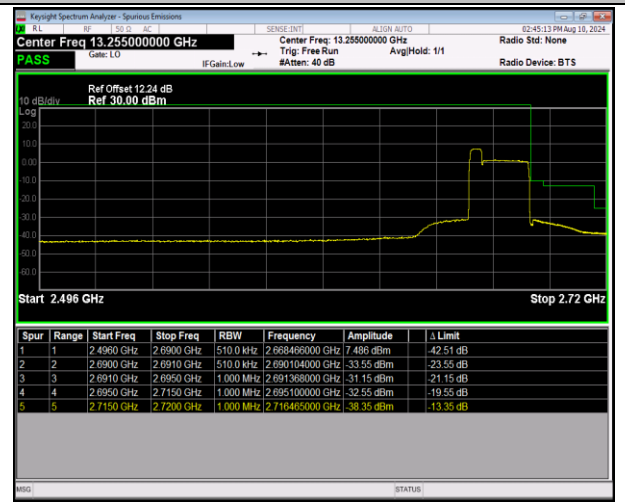 Keysight Spectrum Analyzer - Spurious Emissions
RL RF 50 Ω AC SENSE:INT ALIGN AUTO 02:45:13 PM Aug 10, 2024
Center Freq 13.255000000 GHz Center Freq: 13.255000000 GHz Radio Std: None
PASS Gate: LO IFGain:Low Trig: Free Run Avg|Hold: 1/1
#Atten: 40 dB Radio Device: BTS
Ref Offset 12.24 dB
10 dB/div Ref 30.00 dBm
Log
20.0
10.0
0.00
10.0
20.0
30.0
40.0
50.0
60.0
Start 2.496 GHz Stop 2.72 GHz
Spur Range Start Freq Stop Freq RBW Frequency Amplitude Δ Limit
1 1 2.4960 GHz 2.6900 GHz 510.0 kHz 2.668466000 GHz 7.486 dBm -42.51 dB
2 2 2.6900 GHz 2.6910 GHz 510.0 kHz 2.690104000 GHz -33.55 dBm -23.55 dB
3 3 2.6910 GHz 2.6950 GHz 1.000 MHz 2.691368000 GHz -31.15 dBm -21.15 dB
4 4 2.6950 GHz 2.7150 GHz 1.000 MHz 2.695100000 GHz -32.55 dBm -19.55 dB
5 5 2.7150 GHz 2.7200 GHz 1.000 MHz 2.716465000 GHz -38.35 dBm -13.35 dB
MSG STATUS